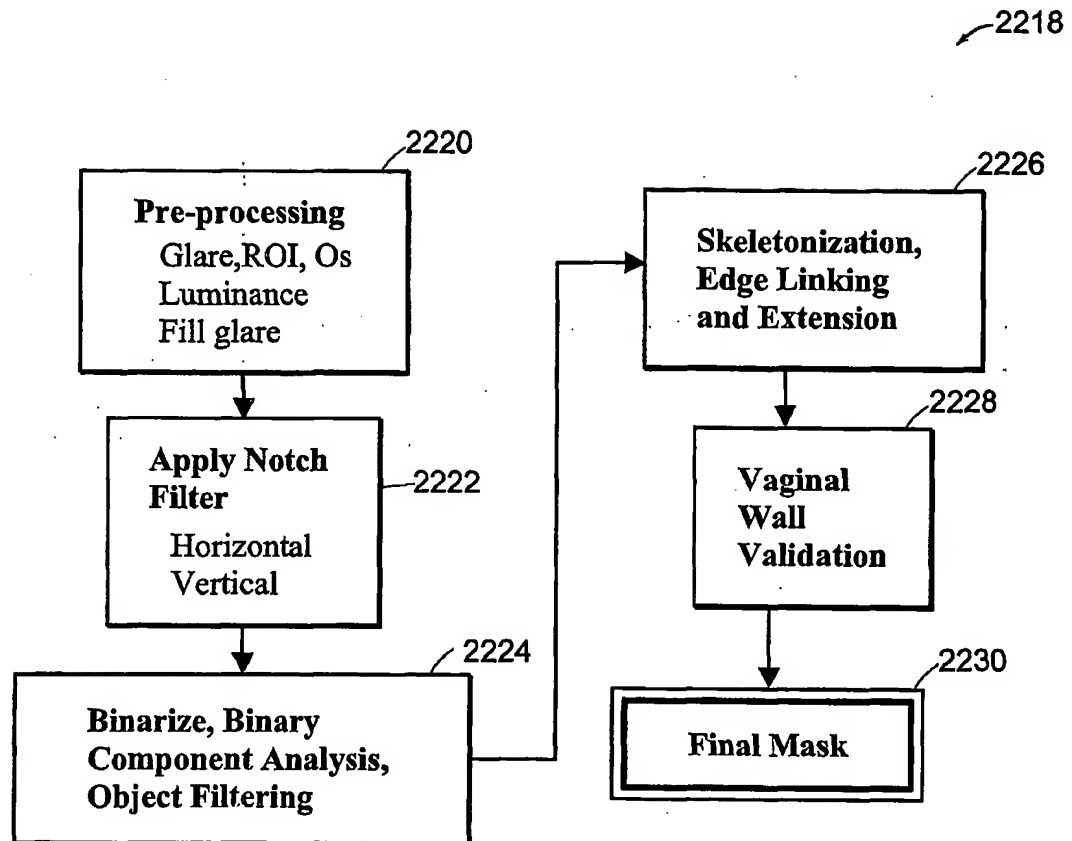 2218
2220
Pre-processing
Glare,ROI, Os
Luminance
Fill glare
Apply Notch
Filter
Horizontal
Vertical
2222
2224
Binarize, Binary
Component Analysis,
Object Filtering
2226
Skeletonization,
Edge Linking
and Extension
2228
Vaginal
Wall
Validation
2230
Final Mask